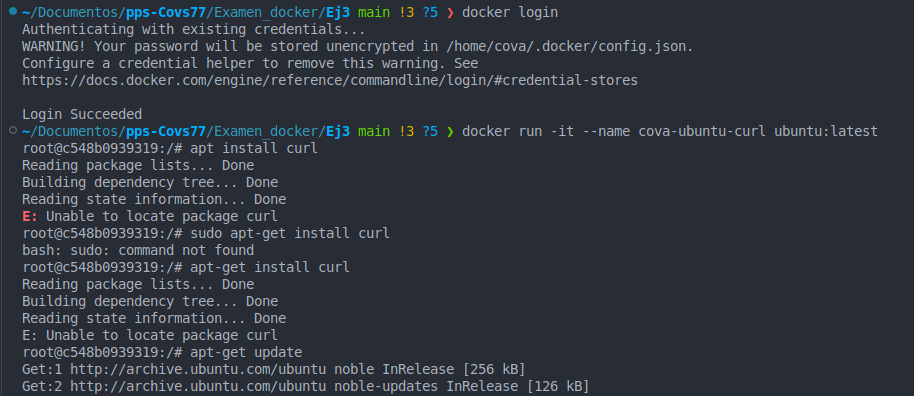 ~/Documentos/pps-Covs77/Examen_docker/Ej3 main !3 ?5 ❯ docker login
Authenticating with existing credentials...
WARNING! Your password will be stored unencrypted in /home/cova/.docker/config.json.
Configure a credential helper to remove this warning. See
https://docs.docker.com/engine/reference/commandline/login/#credential-stores
Login Succeeded
~/Documentos/pps-Covs77/Examen_docker/Ej3 main !3 ?5 ❯ docker run -it --name cova-ubuntu-curl ubuntu:latest
root@c548b0939319:/# apt install curl
Reading package lists... Done
Building dependency tree... Done
Reading state information... Done
E: Unable to locate package curl
root@c548b0939319:/# sudo apt-get install curl
bash: sudo: command not found
root@c548b0939319:/# apt-get install curl
Reading package lists... Done
Building dependency tree... Done
Reading state information... Done
E: Unable to locate package curl
root@c548b0939319:/# apt-get update
Get:1 http://archive.ubuntu.com/ubuntu noble InRelease [256 kB]
Get:2 http://archive.ubuntu.com/ubuntu noble-updates InRelease [126 kB]